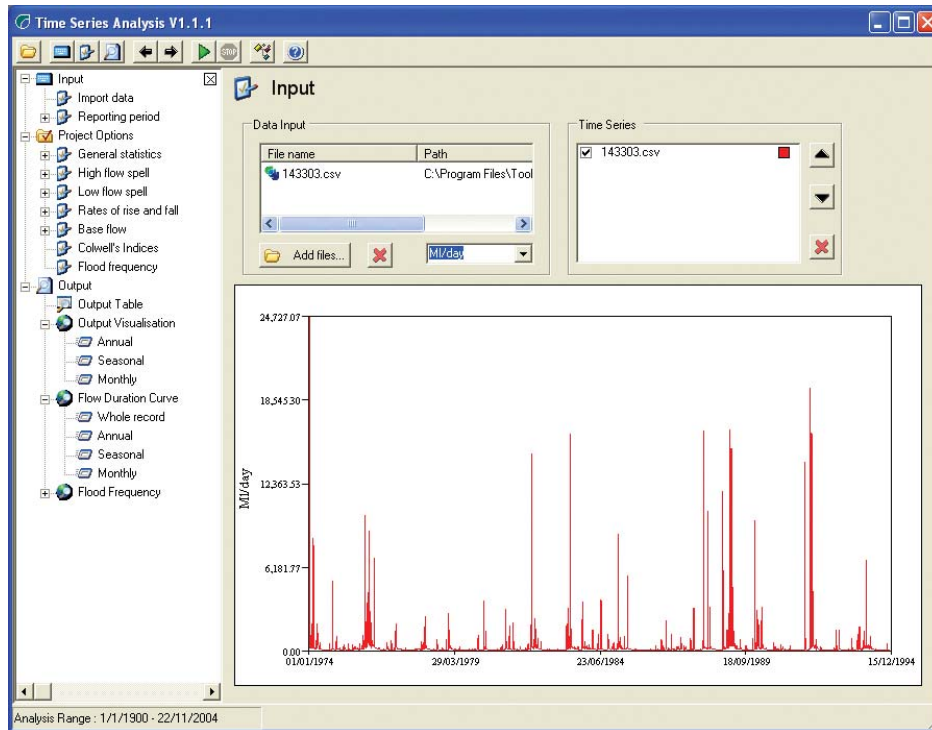 Time Series Analysis V1.1.1
STOP
Input
Import data
Reporting period
Project Options
General statistics
High flow spell
Low flow spell
Rates of rise and fall
Base flow
Colwell's Indices
Flood frequency
Output
Output Table
Output Visualisation
Annual
Seasonal
Monthly
Flow Duration Curve
Whole record
Annual
Seasonal
Monthly
Flood Frequency
Input
Data Input
File name Path
143303.csv C:\Program Files\Tool
Add files... Ml/day
Time Series
143303.csv
24,727.07
18,545.30
12,363.53
6,181.77
0.00
Ml/day
01/01/1974 29/03/1979 23/06/1984 18/09/1989 15/12/1994
Analysis Range : 1/1/1900 - 22/11/2004